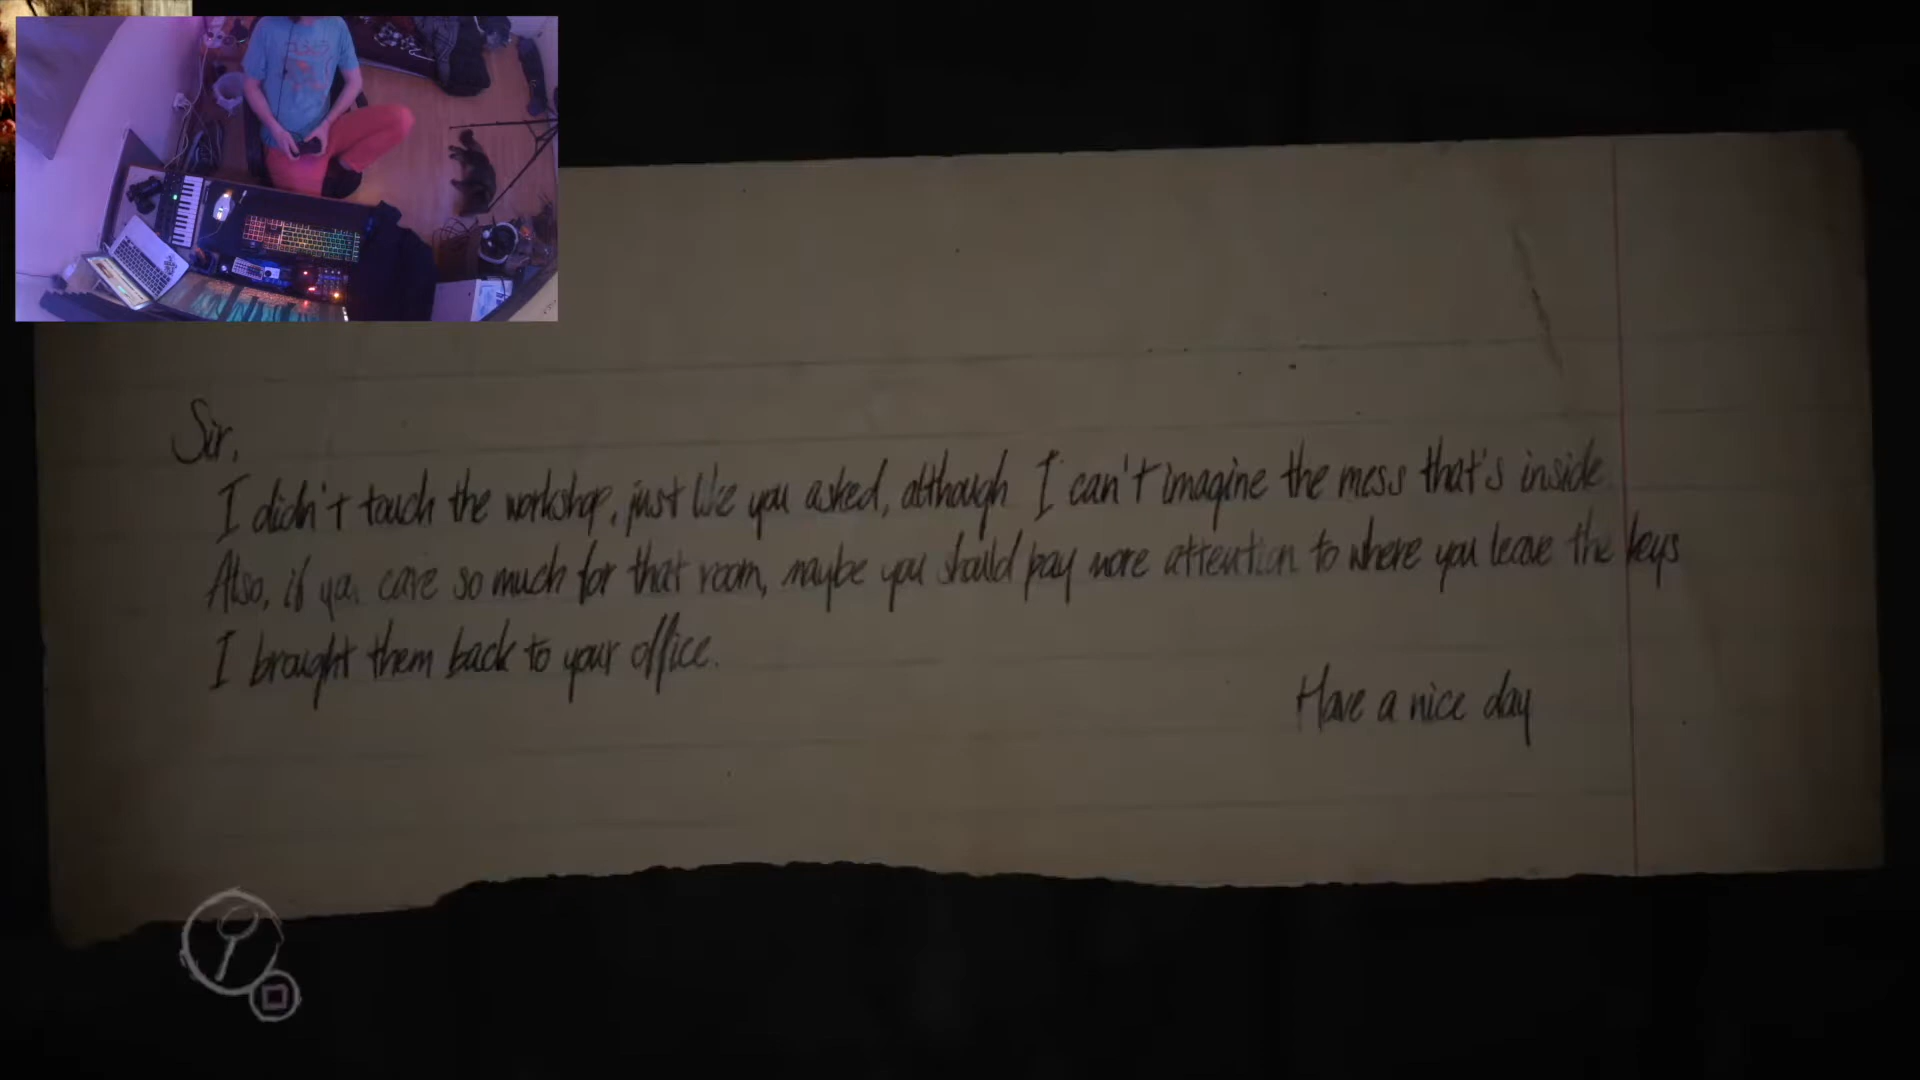 Sir,
I didn't touch the workshop, just like you asked, although I can't imagine the mess that's inside.
Also, if you care so much for that room, maybe you should pay more attention to where you leave the keys
I brought them back to your office.
Have a nice day